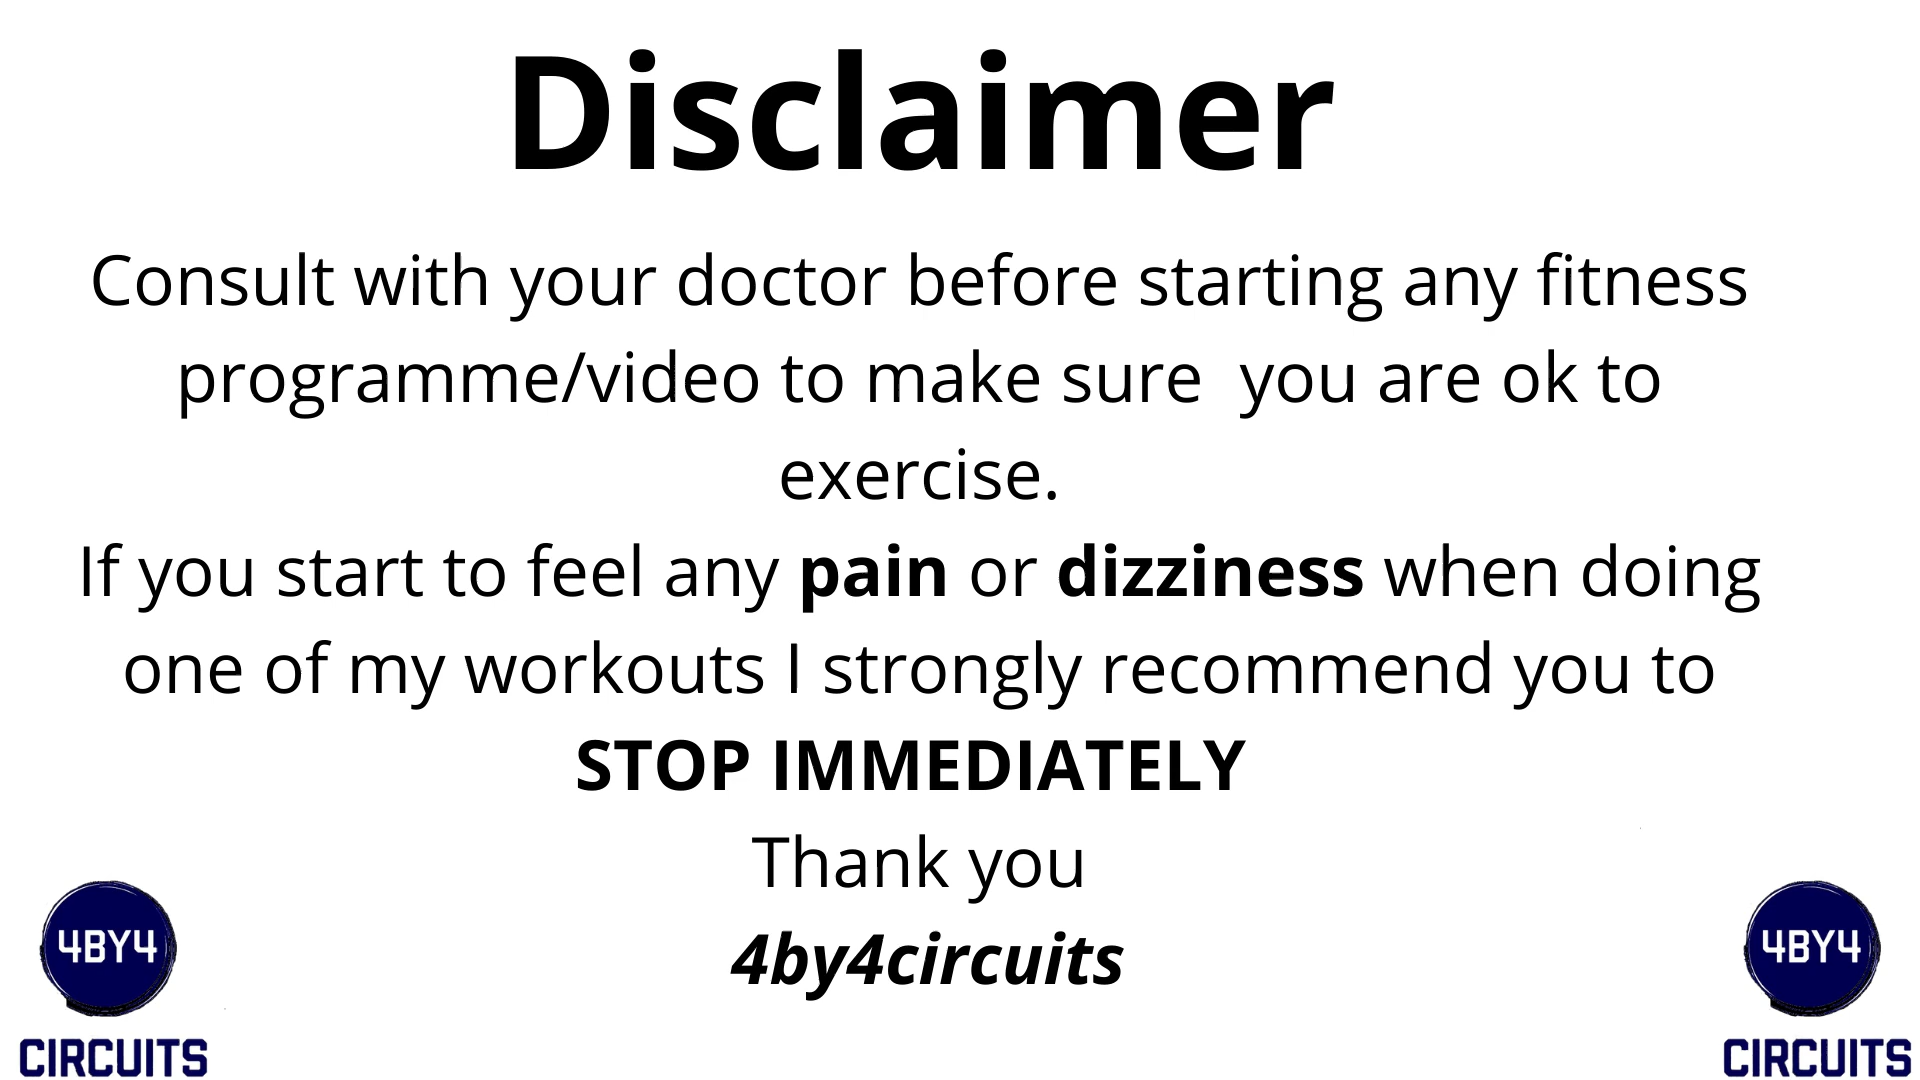 Disclaimer
Consult with your doctor before starting any fitness
programme/video to make sure  you are ok to
exercise.
If you start to feel any pain or dizziness when doing
one of my workouts I strongly recommend you to
STOP IMMEDIATELY
Thank you
4by4circuits
4BY4
CIRCUITS
4BY4
CIRCUITS